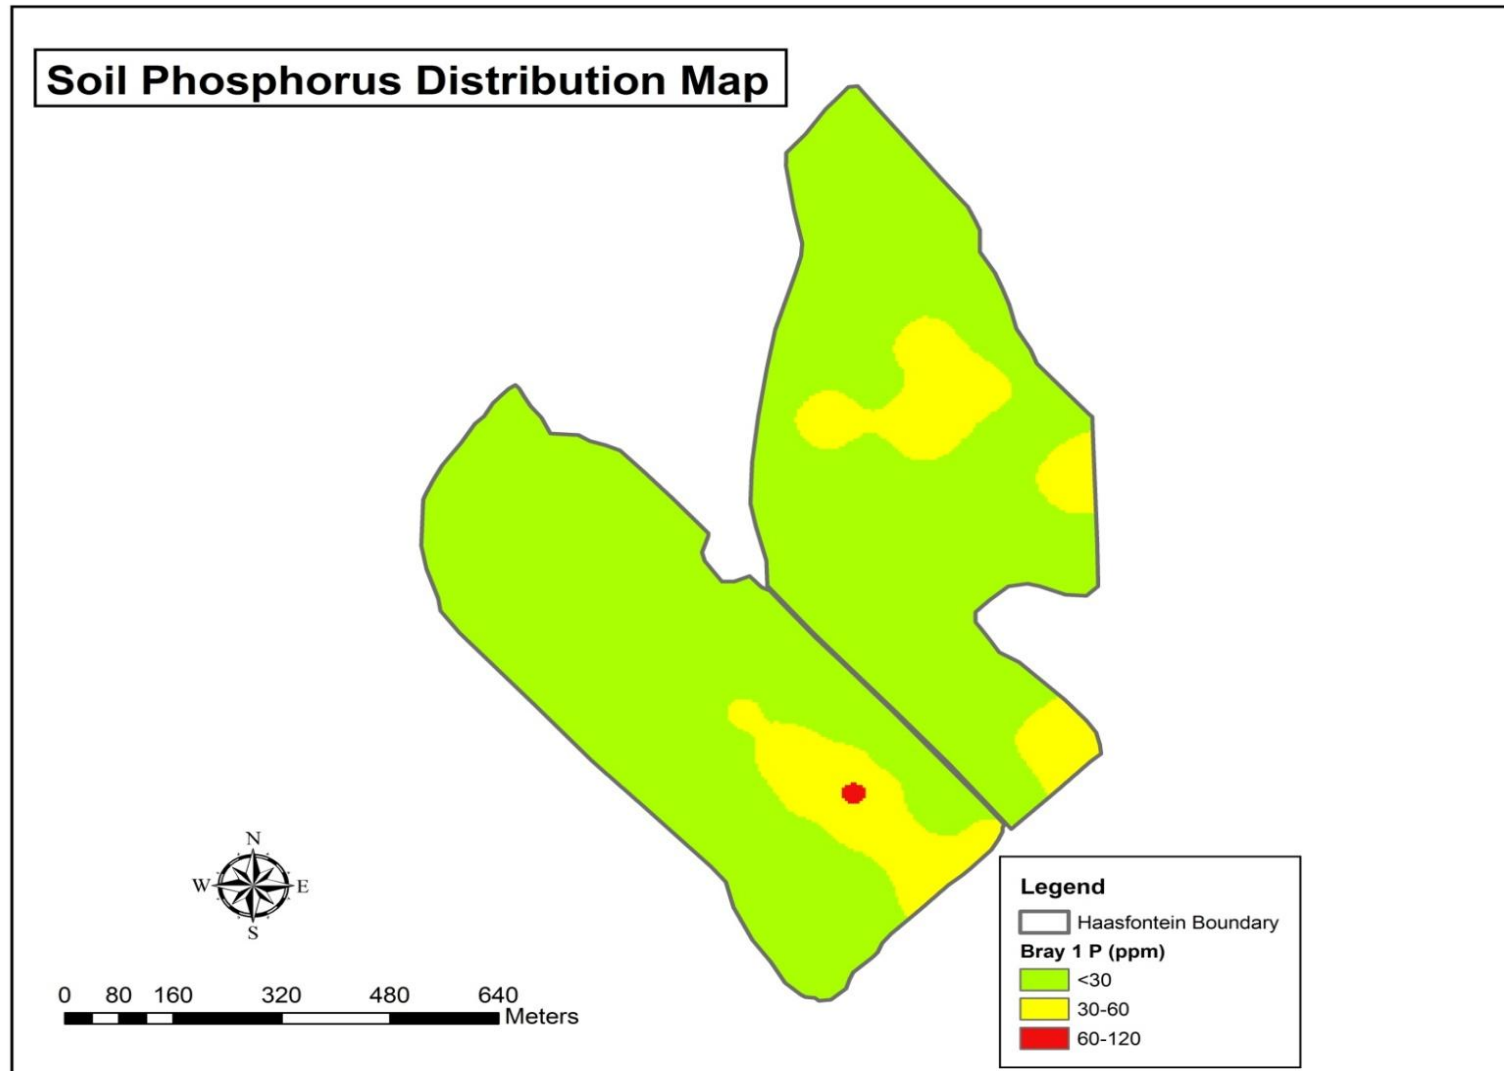 Soil Phosphorus Distribution Map
N
W E
S
0 80 160 320 480 640
Meters
Legend
Haasfontein Boundary
Bray 1 P (ppm)
<30
30-60
60-120